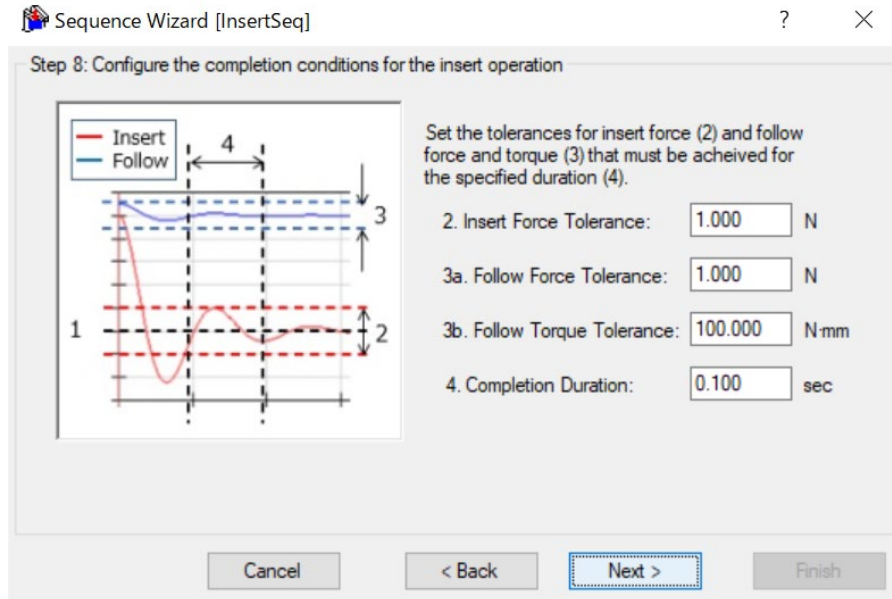 Sequence Wizard [InsertSeq]
?
Step 8: Configure the completion conditions for the insert operation
Insert
Follow
4
3
1
2
Set the tolerances for insert force (2) and follow
force and torque (3) that must be acheived for
the specified duration (4).
2. Insert Force Tolerance: 1.000 N
3a. Follow Force Tolerance: 1.000 N
3b. Follow Torque Tolerance: 100.000 N·mm
4. Completion Duration: 0.100 sec
Cancel < Back Next > Finish